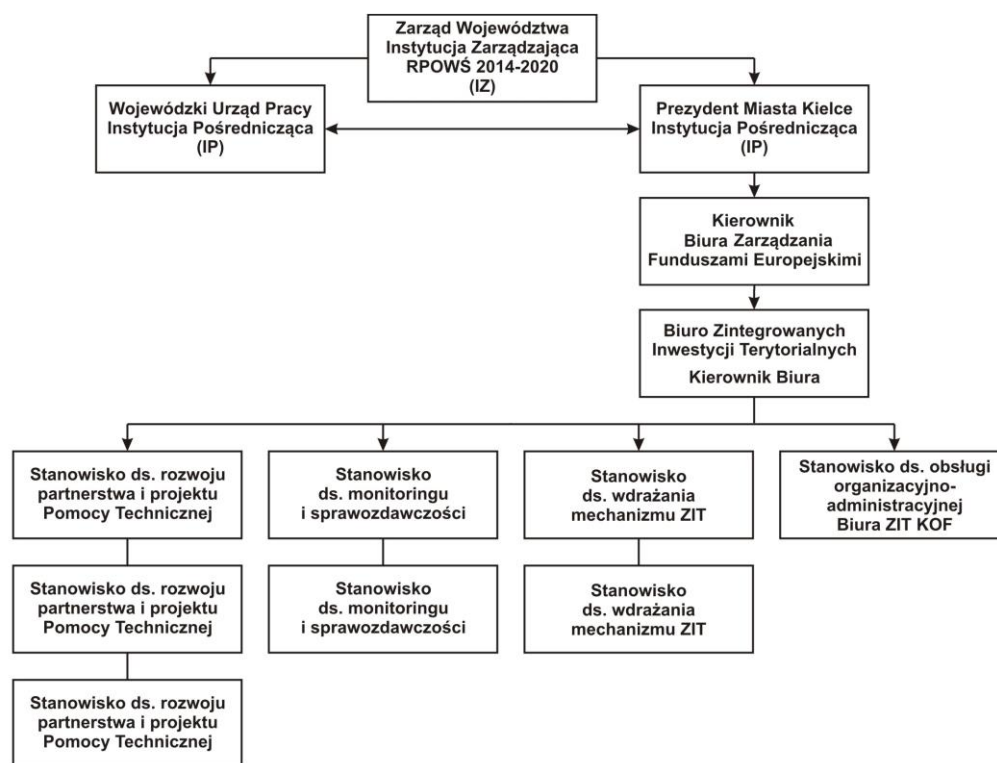 Zarząd Województwa
Instytucja Zarządzająca
RPOWŚ 2014-2020
(IZ)
Wojewódzki Urząd Pracy
Instytucja Pośrednicząca
(IP)
Prezydent Miasta Kielce
Instytucja Pośrednicząca
(IP)
Kierownik
Biura Zarządzania
Funduszami Europejskimi
Biuro Zintegrowanych
Inwestycji Terytorialnych
Kierownik Biura
Stanowisko ds. rozwoju
partnerstwa i projektu
Pomocy Technicznej
Stanowisko
ds. monitoringu
i sprawozdawczości
Stanowisko
ds. wdrażania
mechanizmu ZIT
Stanowisko ds. obsługi
organizacyjno-
administracyjnej
Biura ZIT KOF
Stanowisko ds. rozwoju
partnerstwa i projektu
Pomocy Technicznej
Stanowisko
ds. monitoringu
i sprawozdawczości
Stanowisko
ds. wdrażania
mechanizmu ZIT
Stanowisko ds. rozwoju
partnerstwa i projektu
Pomocy Technicznej